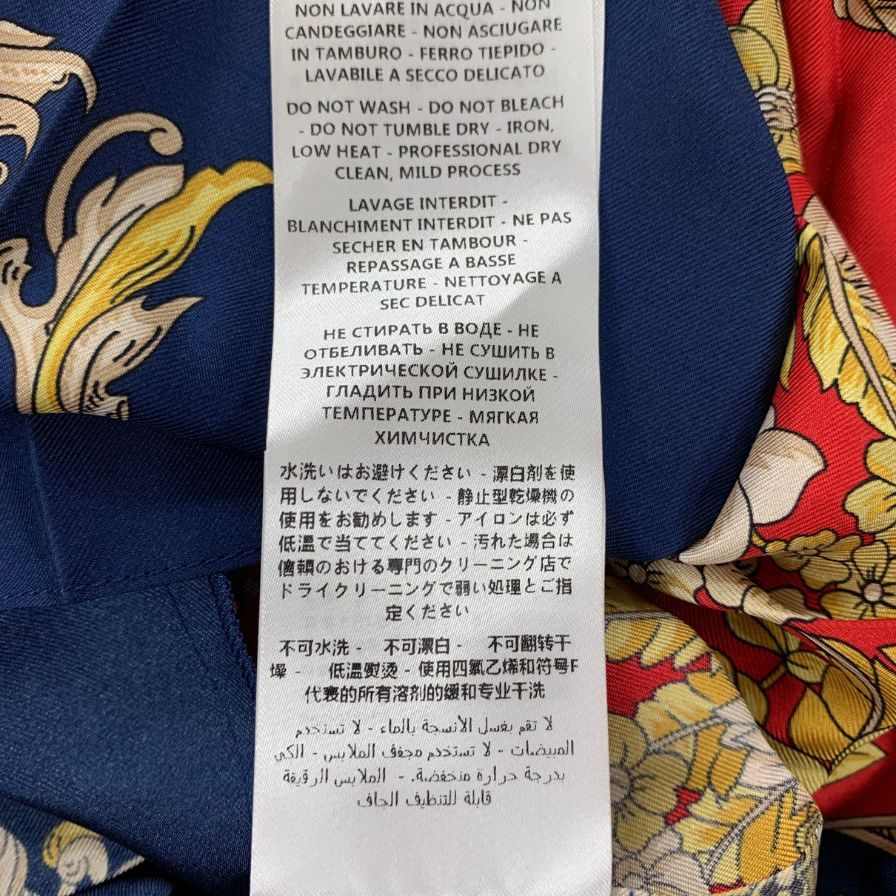 NON LAVARE IN ACQUA - NON
CANDEGGIARE - NON ASCIUGARE
IN TAMBURO - FERRO TIEPIDO -
LAVABILE A SECCO DELICATO
DO NOT WASH - DO NOT BLEACH
- DO NOT TUMBLE DRY - IRON,
LOW HEAT - PROFESSIONAL DRY
CLEAN, MILD PROCESS
LAVAGE INTERDIT -
BLANCHIMENT INTERDIT - NE PAS
SECHER EN TAMBOUR -
REPASSAGE A BASSE
TEMPERATURE - NETTOYAGE A
SEC DELICAT
НЕ СТИРАТЬ В ВОДЕ - НЕ
ОТБЕЛИВАТЬ - НЕ СУШИТЬ В
ЭЛЕКТРИЧЕСКОЙ СУШИЛКЕ -
ГЛАДИТЬ ПРИ НИЗКОЙ
ТЕМПЕРАТУРЕ - МЯГКАЯ
ХИМЧИСТКА
水洗いはお避けください - 漂白剤を使
用しないでください - 静止型乾燥機の
使用をお勧めします - アイロンは必ず
低温で当ててください - 汚れた場合は
のおける専門のクリーニング店で
ドライクリーニングで弱い処理とご指
定ください
不可水洗 - 不可漂白 - 不可翻转干
燥 - 低温熨烫 - 使用四氯乙烯和符号F
代表的所有溶剂的缓和专业干洗
لا تقم بغسل الأنسجة بالماء - لا تستخدم
المبيضات - لا تستخدم مجفف الملابس - الكي
بدرجة حرارة منخفضة. - الملابس الرقيقة
قابلة للتنظيف الجاف